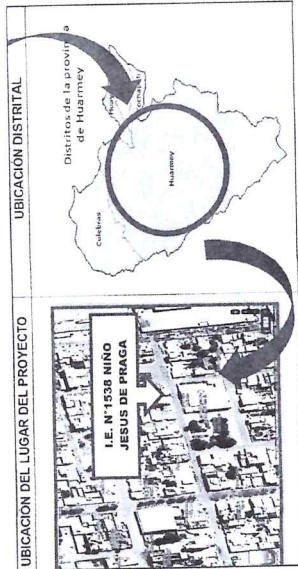 UBICACIÓN DEL LUGAR DEL PROYECTO
UBICACIÓN DISTRITAL
I.E. N°1538 NIÑO
JESUS DE PRAGA
Distritos de la provincia
de Huarmey
Culebras
Huarmey